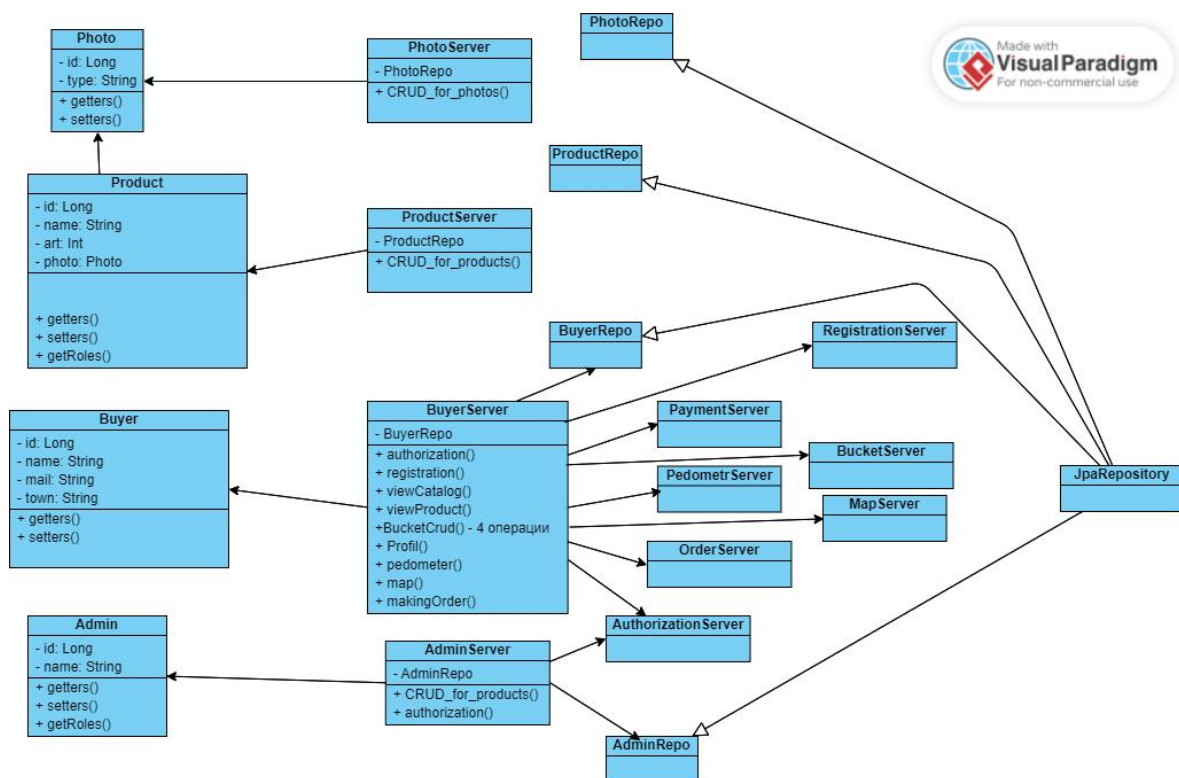 Photo
- id: Long
- type: String
+ getters()
+ setters()
PhotoServer
- PhotoRepo
+ CRUD_for_photos()
PhotoRepo
Made with
Visual Paradigm
For non-commercial use
ProductRepo
Product
- id: Long
- name: String
- art: Int
- photo: Photo
+ getters()
+ setters()
+ getRoles()
ProductServer
- ProductRepo
+ CRUD_for_products()
BuyerRepo
RegistrationServer
Buyer
- id: Long
- name: String
- mail: String
- town: String
+ getters()
+ setters()
BuyerServer
- BuyerRepo
+ authorization()
+ registration()
+ viewCatalog()
+ viewProduct()
+BucketCrud() - 4 операции
+ Profil()
+ pedometer()
+ map()
+ makingOrder()
PaymentServer
BucketServer
PedometrServer
MapServer
OrderServer
JpaRepository
AuthorizationServer
Admin
- id: Long
- name: String
+ getters()
+ setters()
+ getRoles()
AdminServer
- AdminRepo
+ CRUD_for_products()
+ authorization()
AdminRepo